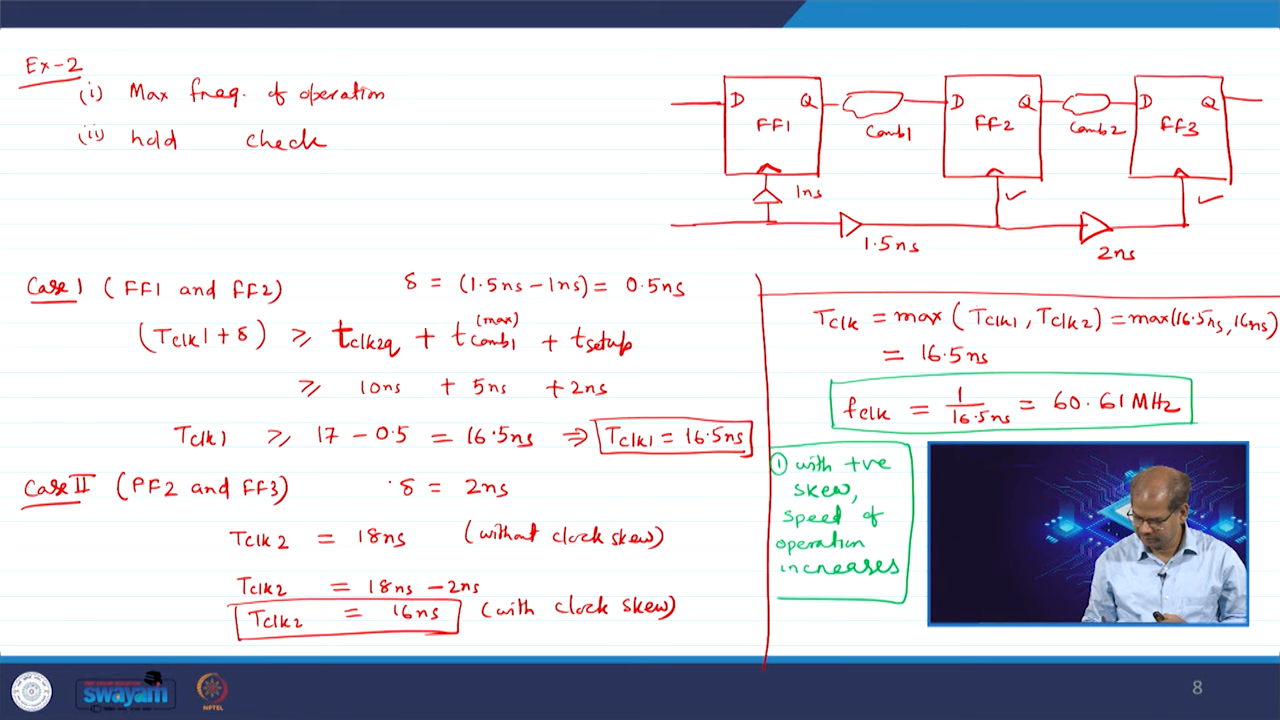 Ex-2
(i) Max freq. of operation
(ii) hold check
D Q
FF1
Comb1
D Q
FF2
Comb2
D Q
FF3
1ns
1.5ns
2ns
Case I (FF1 and FF2) δ = (1.5ns - 1ns) = 0.5ns
(Tclk1 + δ) ≥ tclk2q + tcomb1 (max) + tsetup
≥ 10ns + 5ns + 2ns
Tclk1 ≥ 17 - 0.5 = 16.5ns ⇒ Tclk1 = 16.5ns
Case II (FF2 and FF3) δ = 2ns
Tclk2 = 18ns (without clock skew)
Tclk2 = 18ns - 2ns
Tclk2 = 16ns (with clock skew)
Tclk = max (Tclk1, Tclk2) = max(16.5ns, 16ns)
= 16.5ns
fclk = 1/16.5ns = 60.61 MHz
① with +ve
skew,
speed of
operation
increases
swayam
NPTEL
8